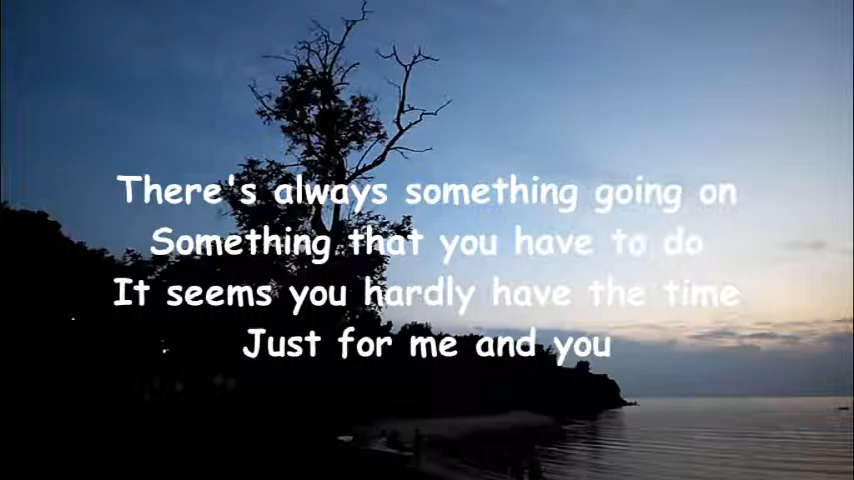 There's always something going on
Something that you have to do
It seems you hardly have the time
Just for me and you